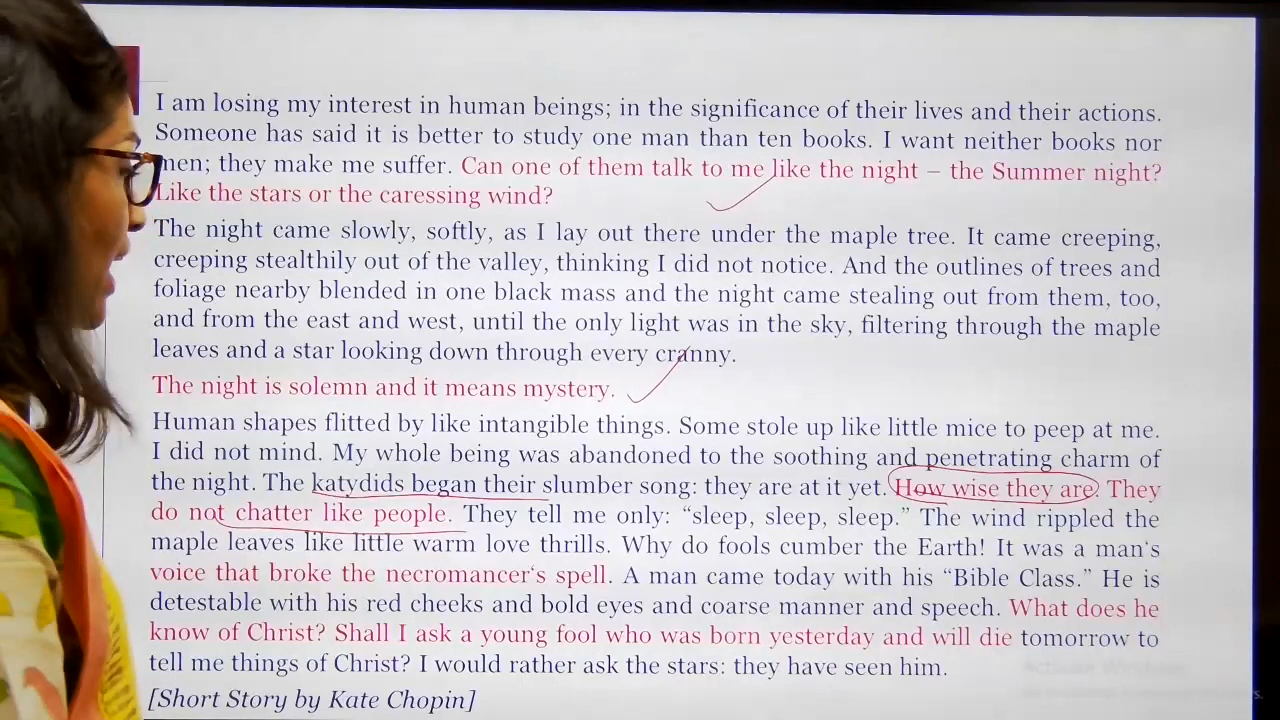 I am losing my interest in human beings; in the significance of their lives and their actions.
Someone has said it is better to study one man than ten books. I want neither books nor
men; they make me suffer. Can one of them talk to me like the night – the Summer night?
Like the stars or the caressing wind?
The night came slowly, softly, as I lay out there under the maple tree. It came creeping,
creeping stealthily out of the valley, thinking I did not notice. And the outlines of trees and
foliage nearby blended in one black mass and the night came stealing out from them, too,
and from the east and west, until the only light was in the sky, filtering through the maple
leaves and a star looking down through every cranny.
The night is solemn and it means mystery.
Human shapes flitted by like intangible things. Some stole up like little mice to peep at me.
I did not mind. My whole being was abandoned to the soothing and penetrating charm of
the night. The katydids began their slumber song: they are at it yet. How wise they are. They
do not chatter like people. They tell me only: “sleep, sleep, sleep.” The wind rippled the
maple leaves like little warm love thrills. Why do fools cumber the Earth! It was a man‘s
voice that broke the necromancer‘s spell. A man came today with his “Bible Class.” He is
detestable with his red cheeks and bold eyes and coarse manner and speech. What does he
know of Christ? Shall I ask a young fool who was born yesterday and will die tomorrow to
tell me things of Christ? I would rather ask the stars: they have seen him.
[Short Story by Kate Chopin]